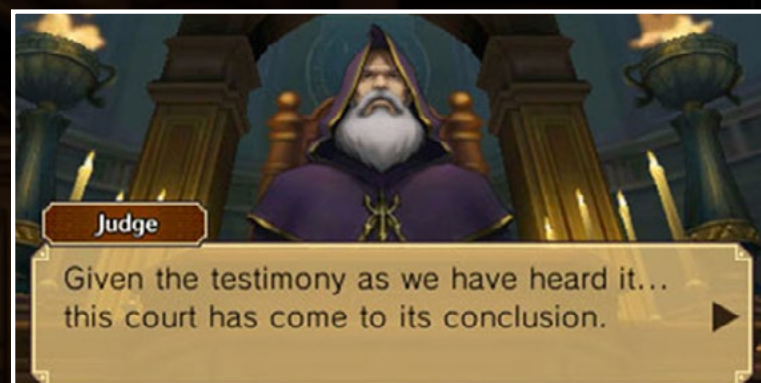 Judge
Given the testimony as we have heard it...
this court has come to its conclusion.